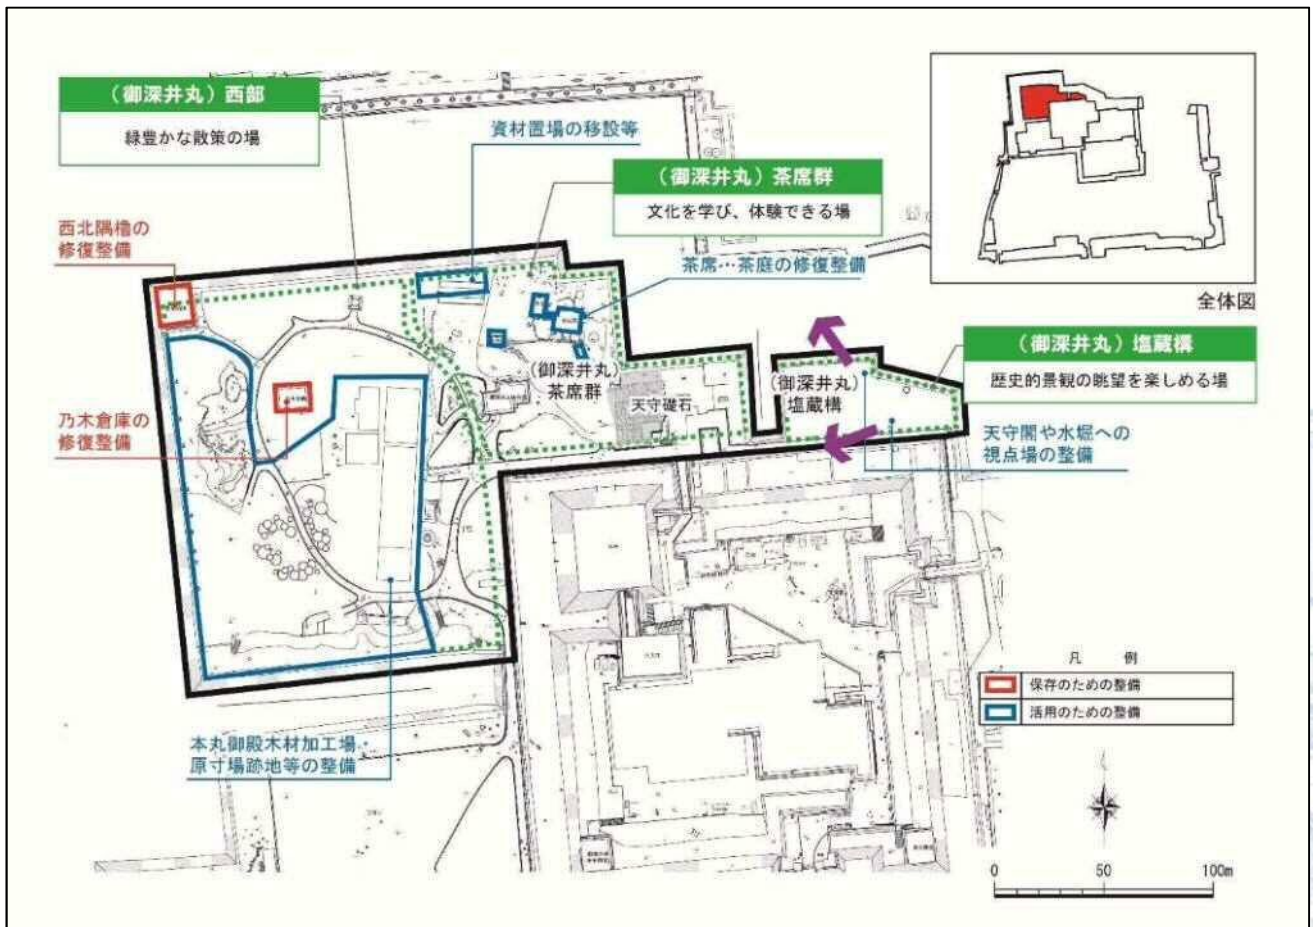 （御深井丸）西部
緑豊かな散策の場
資材置場の移設等
（御深井丸）茶席群
文化を学び、体験できる場
全体図
西北隅櫓の
修復整備
茶席…茶庭の修復整備
（御深井丸）塩蔵構
歴史的景観の眺望を楽しめる場
（御深井丸）
茶席群
（御深井丸）
塩蔵構
天守礎石
乃木倉庫の
修復整備
天守閣や水堀への
視点場の整備
本丸御殿木材加工場・
原寸場跡地等の整備
凡　例
保存のための整備
活用のための整備
0 50 100m